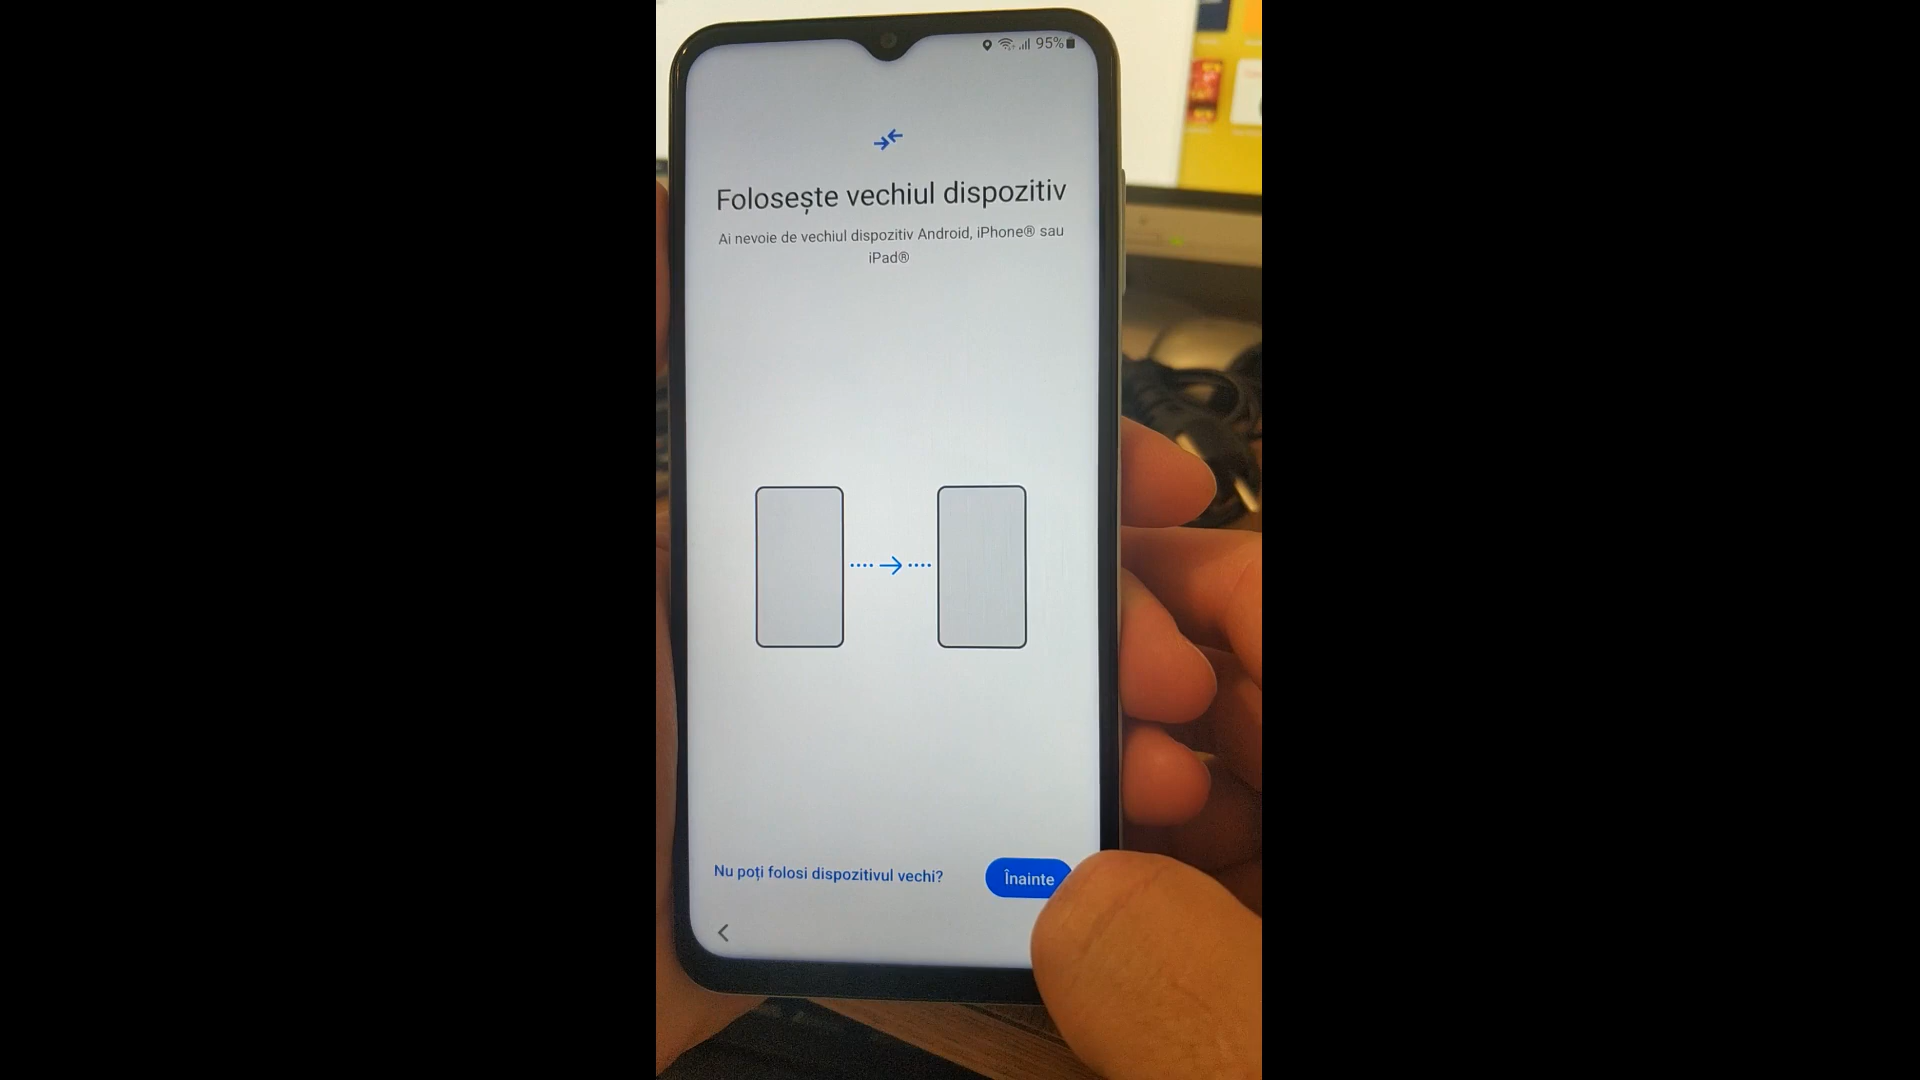 95%
Folosește vechiul dispozitiv
Ai nevoie de vechiul dispozitiv Android, iPhone® sau
iPad®
Nu poți folosi dispozitivul vechi?
Înainte